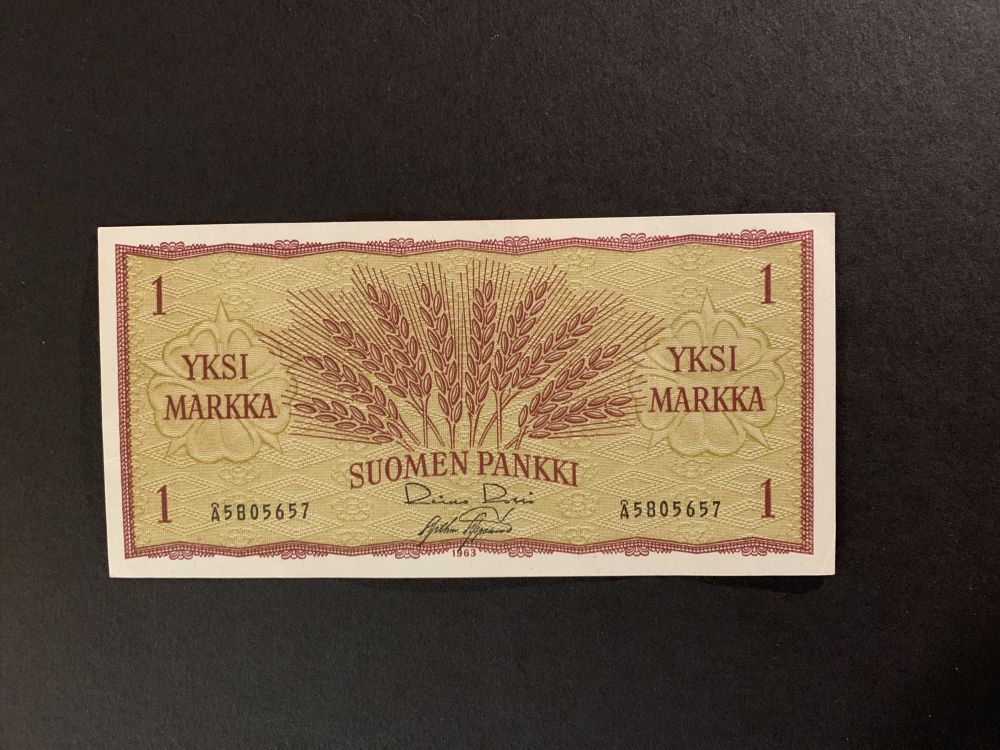 1
1
YKSI
MARKKA
YKSI
MARKKA
SUOMEN PANKKI
1
Å5805657
Å5805657
1
1963